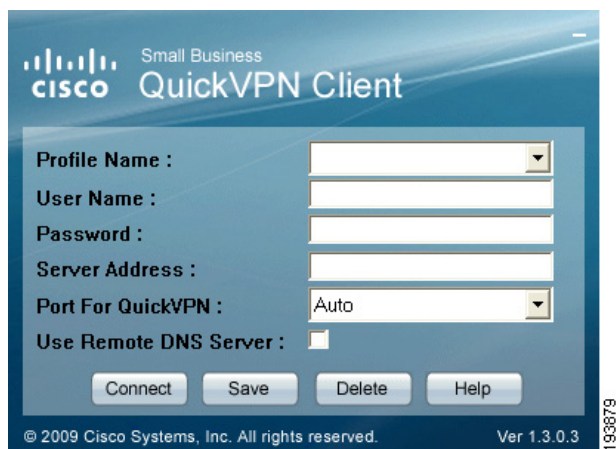 Small Business
CISCO QuickVPN Client
Profile Name :
User Name :
Password :
Server Address :
Port For QuickVPN : Auto
Use Remote DNS Server :
Connect Save Delete Help
© 2009 Cisco Systems, Inc. All rights reserved. Ver 1.3.0.3
193879